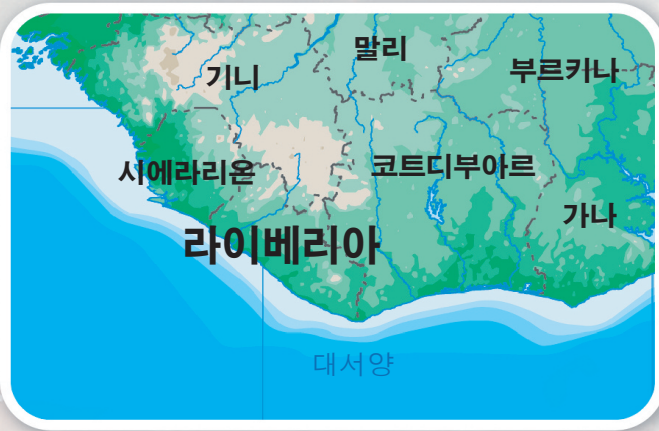 말리
기니
부르키나
시에라리온
코트디부아르
가나
라이베리아
대서양